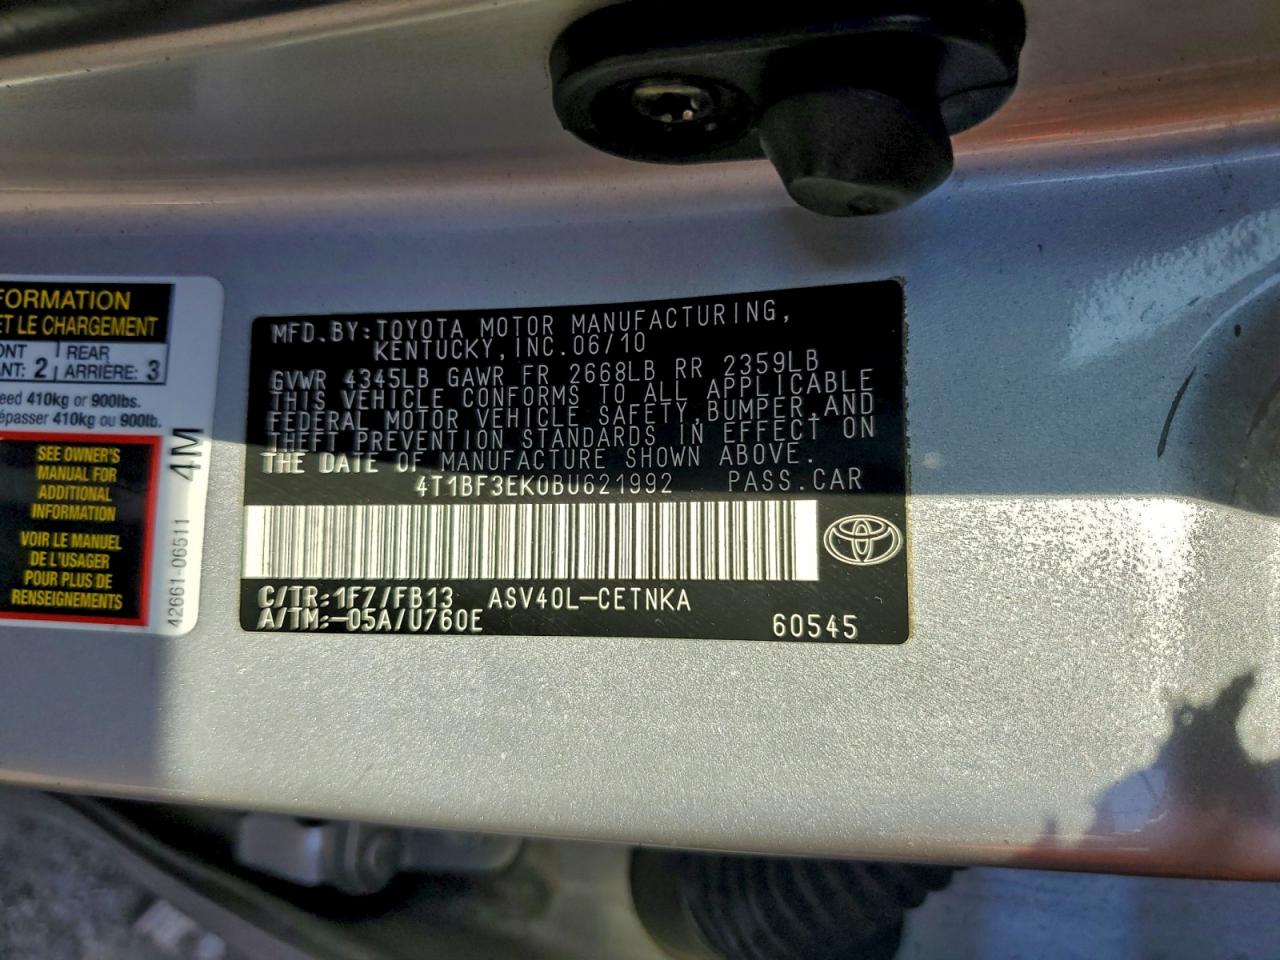 FORMATION
ET LE CHARGEMENT
ONT 2 REAR 3
ANT: ARRIÈRE:
eed 410kg or 900lbs.
épasser 410kg ou 900lb.
SEE OWNER'S
MANUAL FOR
ADDITIONAL
INFORMATION
VOIR LE MANUEL
DE L'USAGER
POUR PLUS DE
RENSEIGNEMENTS
4M
42661-06511
MFD.BY:TOYOTA MOTOR MANUFACTURING,
KENTUCKY,INC.06/10
GVWR 4345LB GAWR FR 2668LB RR 2359LB
THIS VEHICLE CONFORMS TO ALL APPLICABLE
FEDERAL MOTOR VEHICLE SAFETY,BUMPER,AND
THEFT PREVENTION STANDARDS IN EFFECT ON
THE DATE OF MANUFACTURE SHOWN ABOVE.
4T1BF3EK0BU621992 PASS.CAR
C/TR:1F7/FB13 ASV40L-CETNKA
A/TM:-05A/U760E
60545